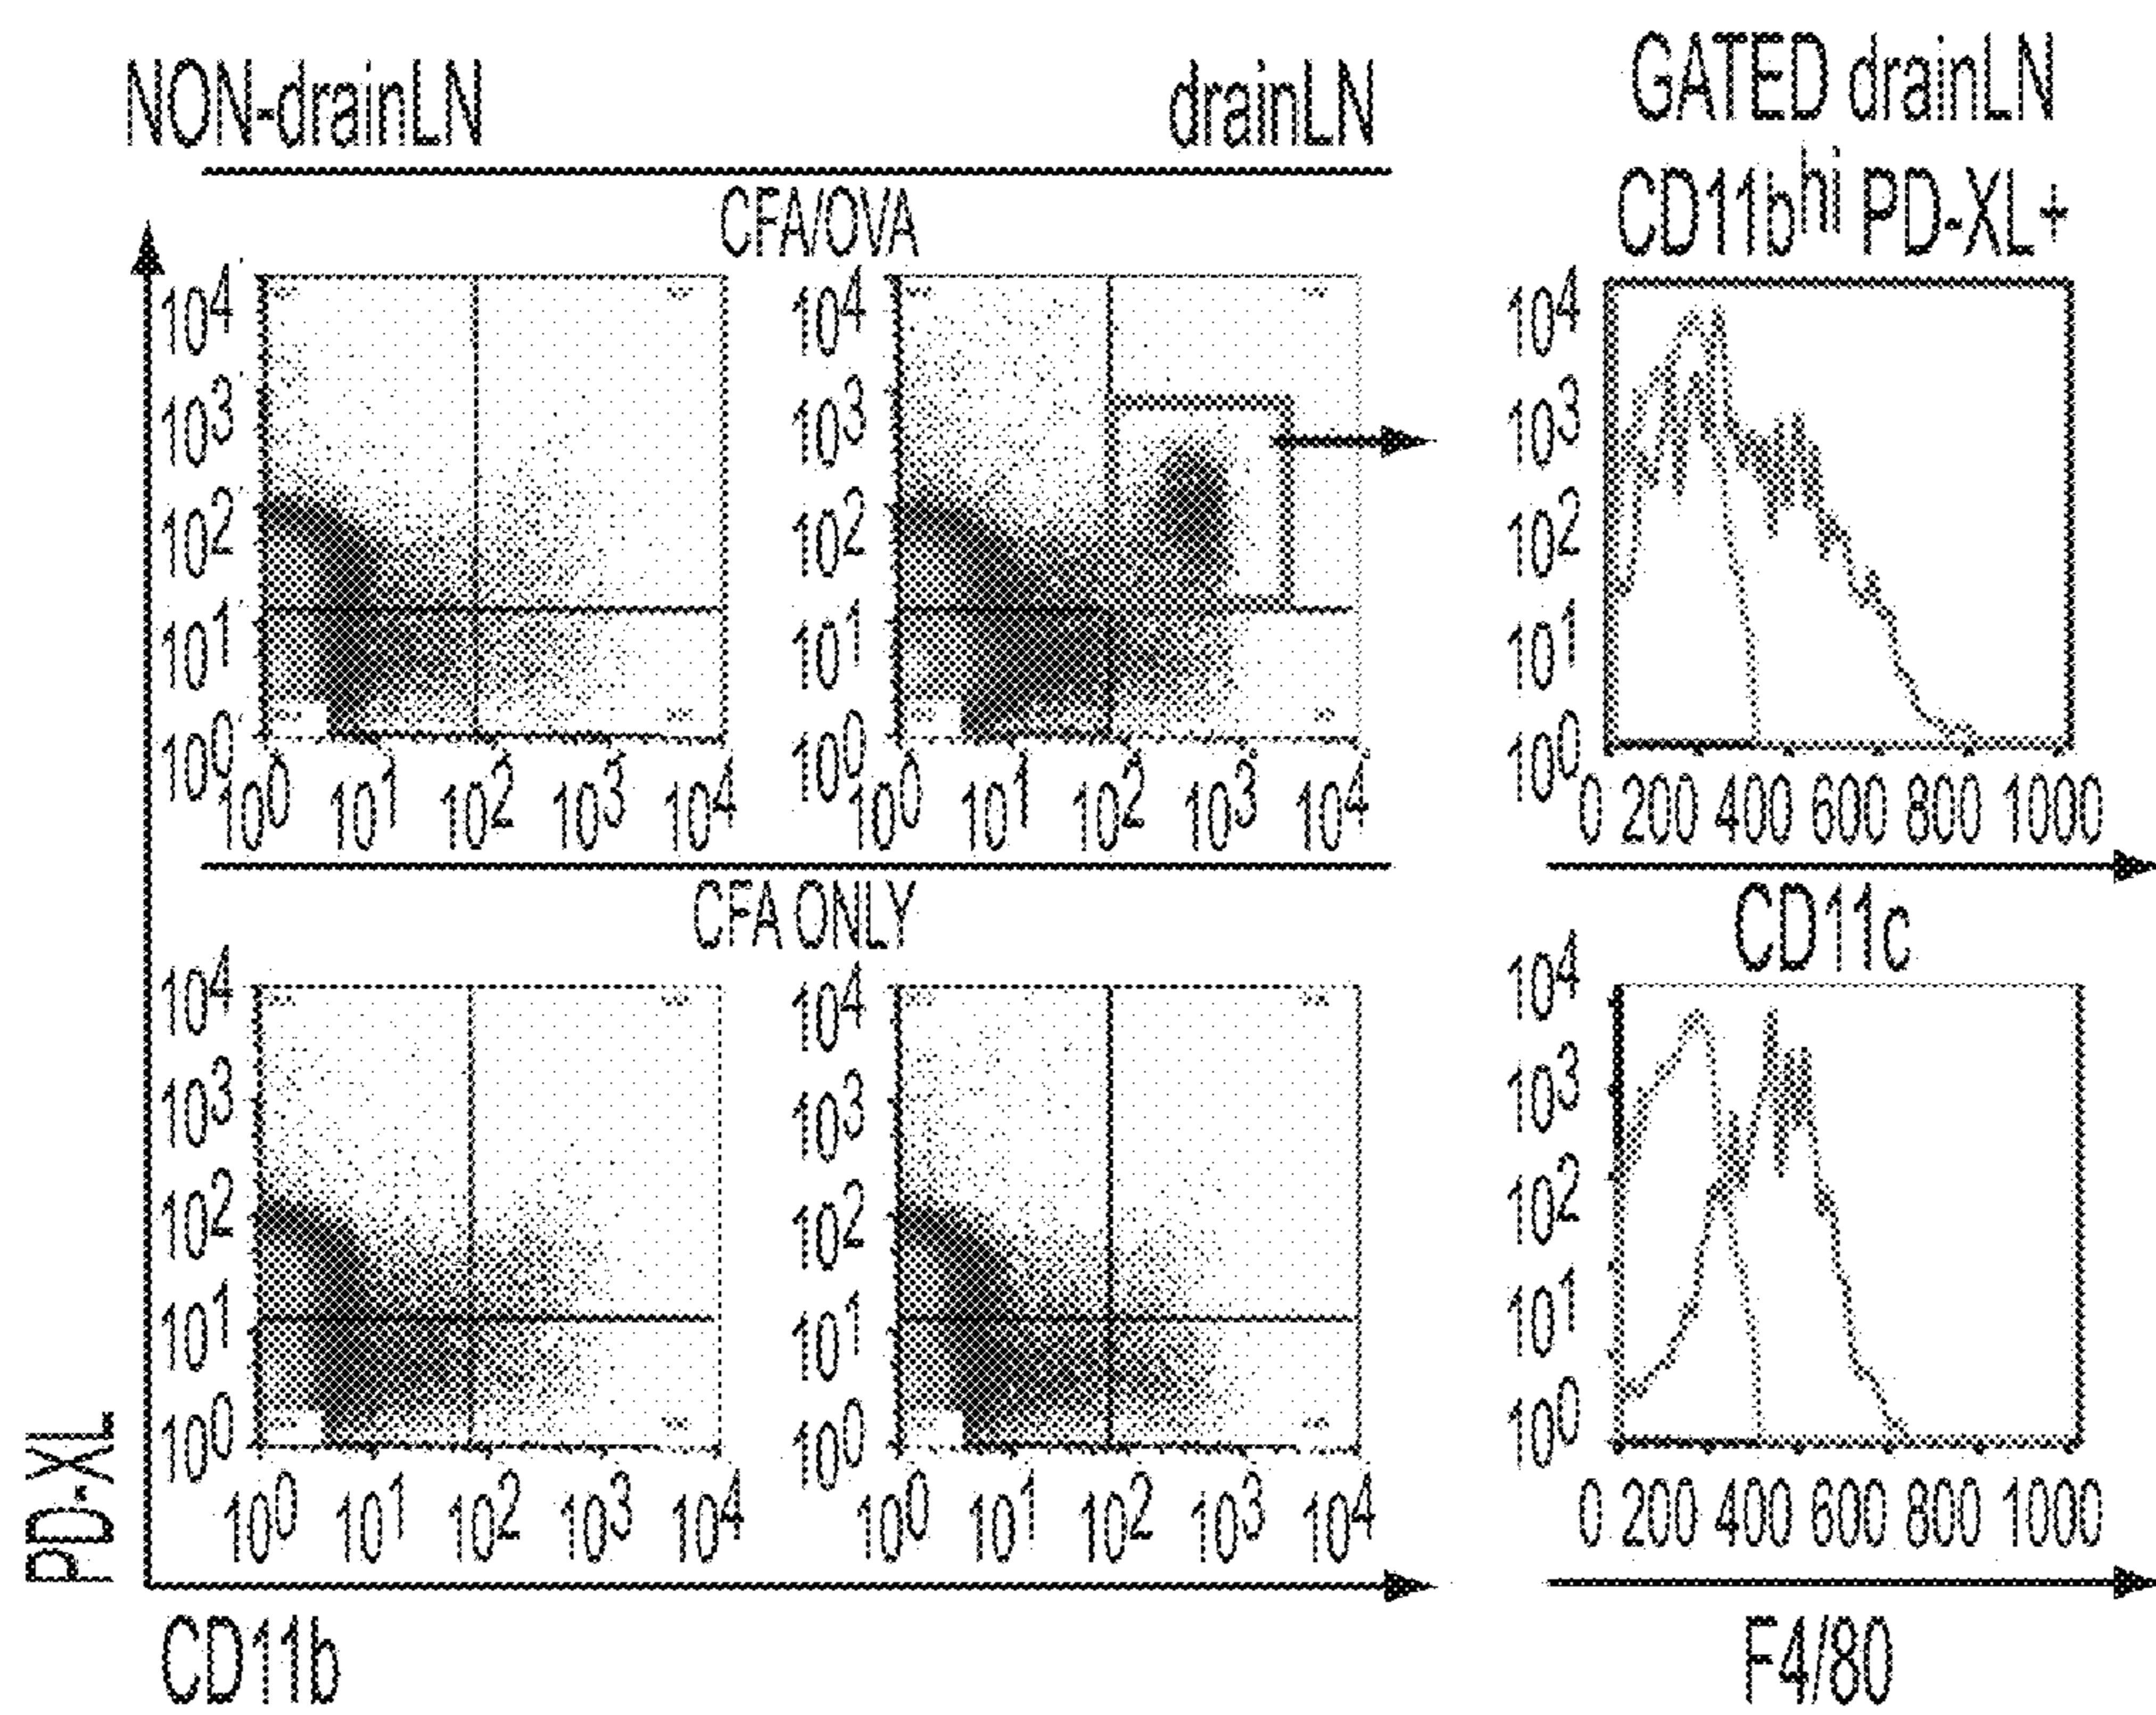 NON-drainLN drainLN
CFA/OVA
GATED drainLN
CD11bhi PD-XL+
10^4 10^4 10^4
10^3 10^3 10^3
10^2 10^2 10^2
10^1 10^1 10^1
10^0 10^0 10^0
10^0 10^1 10^2 10^3 10^4 10^0 10^1 10^2 10^3 10^4 0 200 400 600 800 1000
CFA ONLY
CD11c
10^4 10^4 10^4
10^3 10^3 10^3
10^2 10^2 10^2
10^1 10^1 10^1
10^0 10^0 10^0
10^0 10^1 10^2 10^3 10^4 10^0 10^1 10^2 10^3 10^4 0 200 400 600 800 1000
PD-XL
CD11b
F4/80